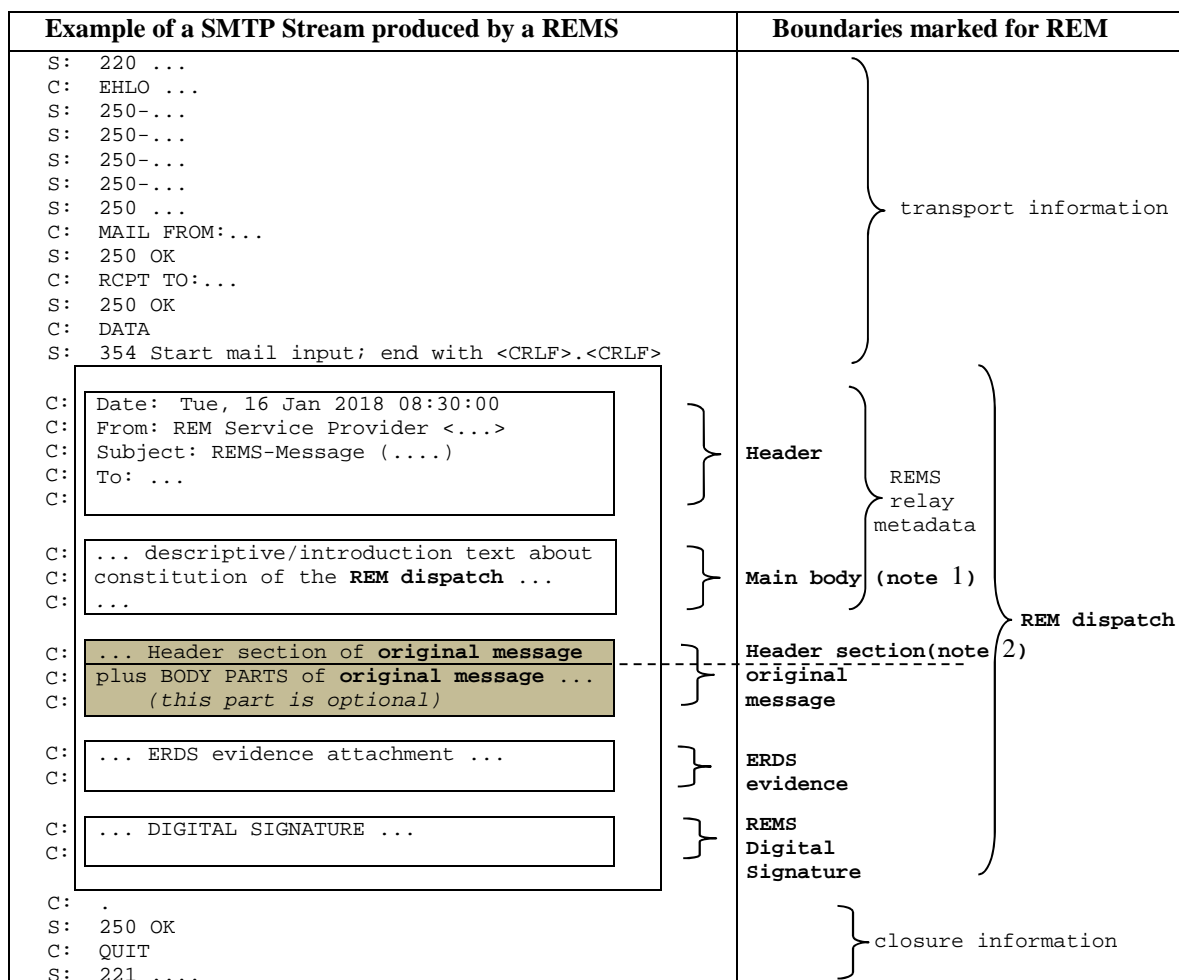 Example of a SMTP Stream produced by a REMS
Boundaries marked for REM
S: 220 ...
C: EHLO ...
S: 250-...
S: 250-...
S: 250-...
S: 250-...
S: 250 ...
transport information
C: MAIL FROM:...
S: 250 OK
C: RCPT TO:...
S: 250 OK
C: DATA
S: 354 Start mail input; end with <CRLF>.<CRLF>
C: Date: Tue, 16 Jan 2018 08:30:00
C: From: REM Service Provider <...>
C: Subject: REMS-Message (....)
C: To: ...
C:
Header
REMS
relay
metadata
C: ... descriptive/introduction text about
C: constitution of the REM dispatch ...
C: ...
Main body (note 1)
REM dispatch
C: ... Header section of original message
C: plus BODY PARTS of original message ...
C: (this part is optional)
Header section(note 2)
original
message
C: ... ERDS evidence attachment ...
C:
ERDS
evidence
C: ... DIGITAL SIGNATURE ...
C:
REMS
Digital
Signature
C: .
S: 250 OK
C: QUIT
S: 221 ....
closure information